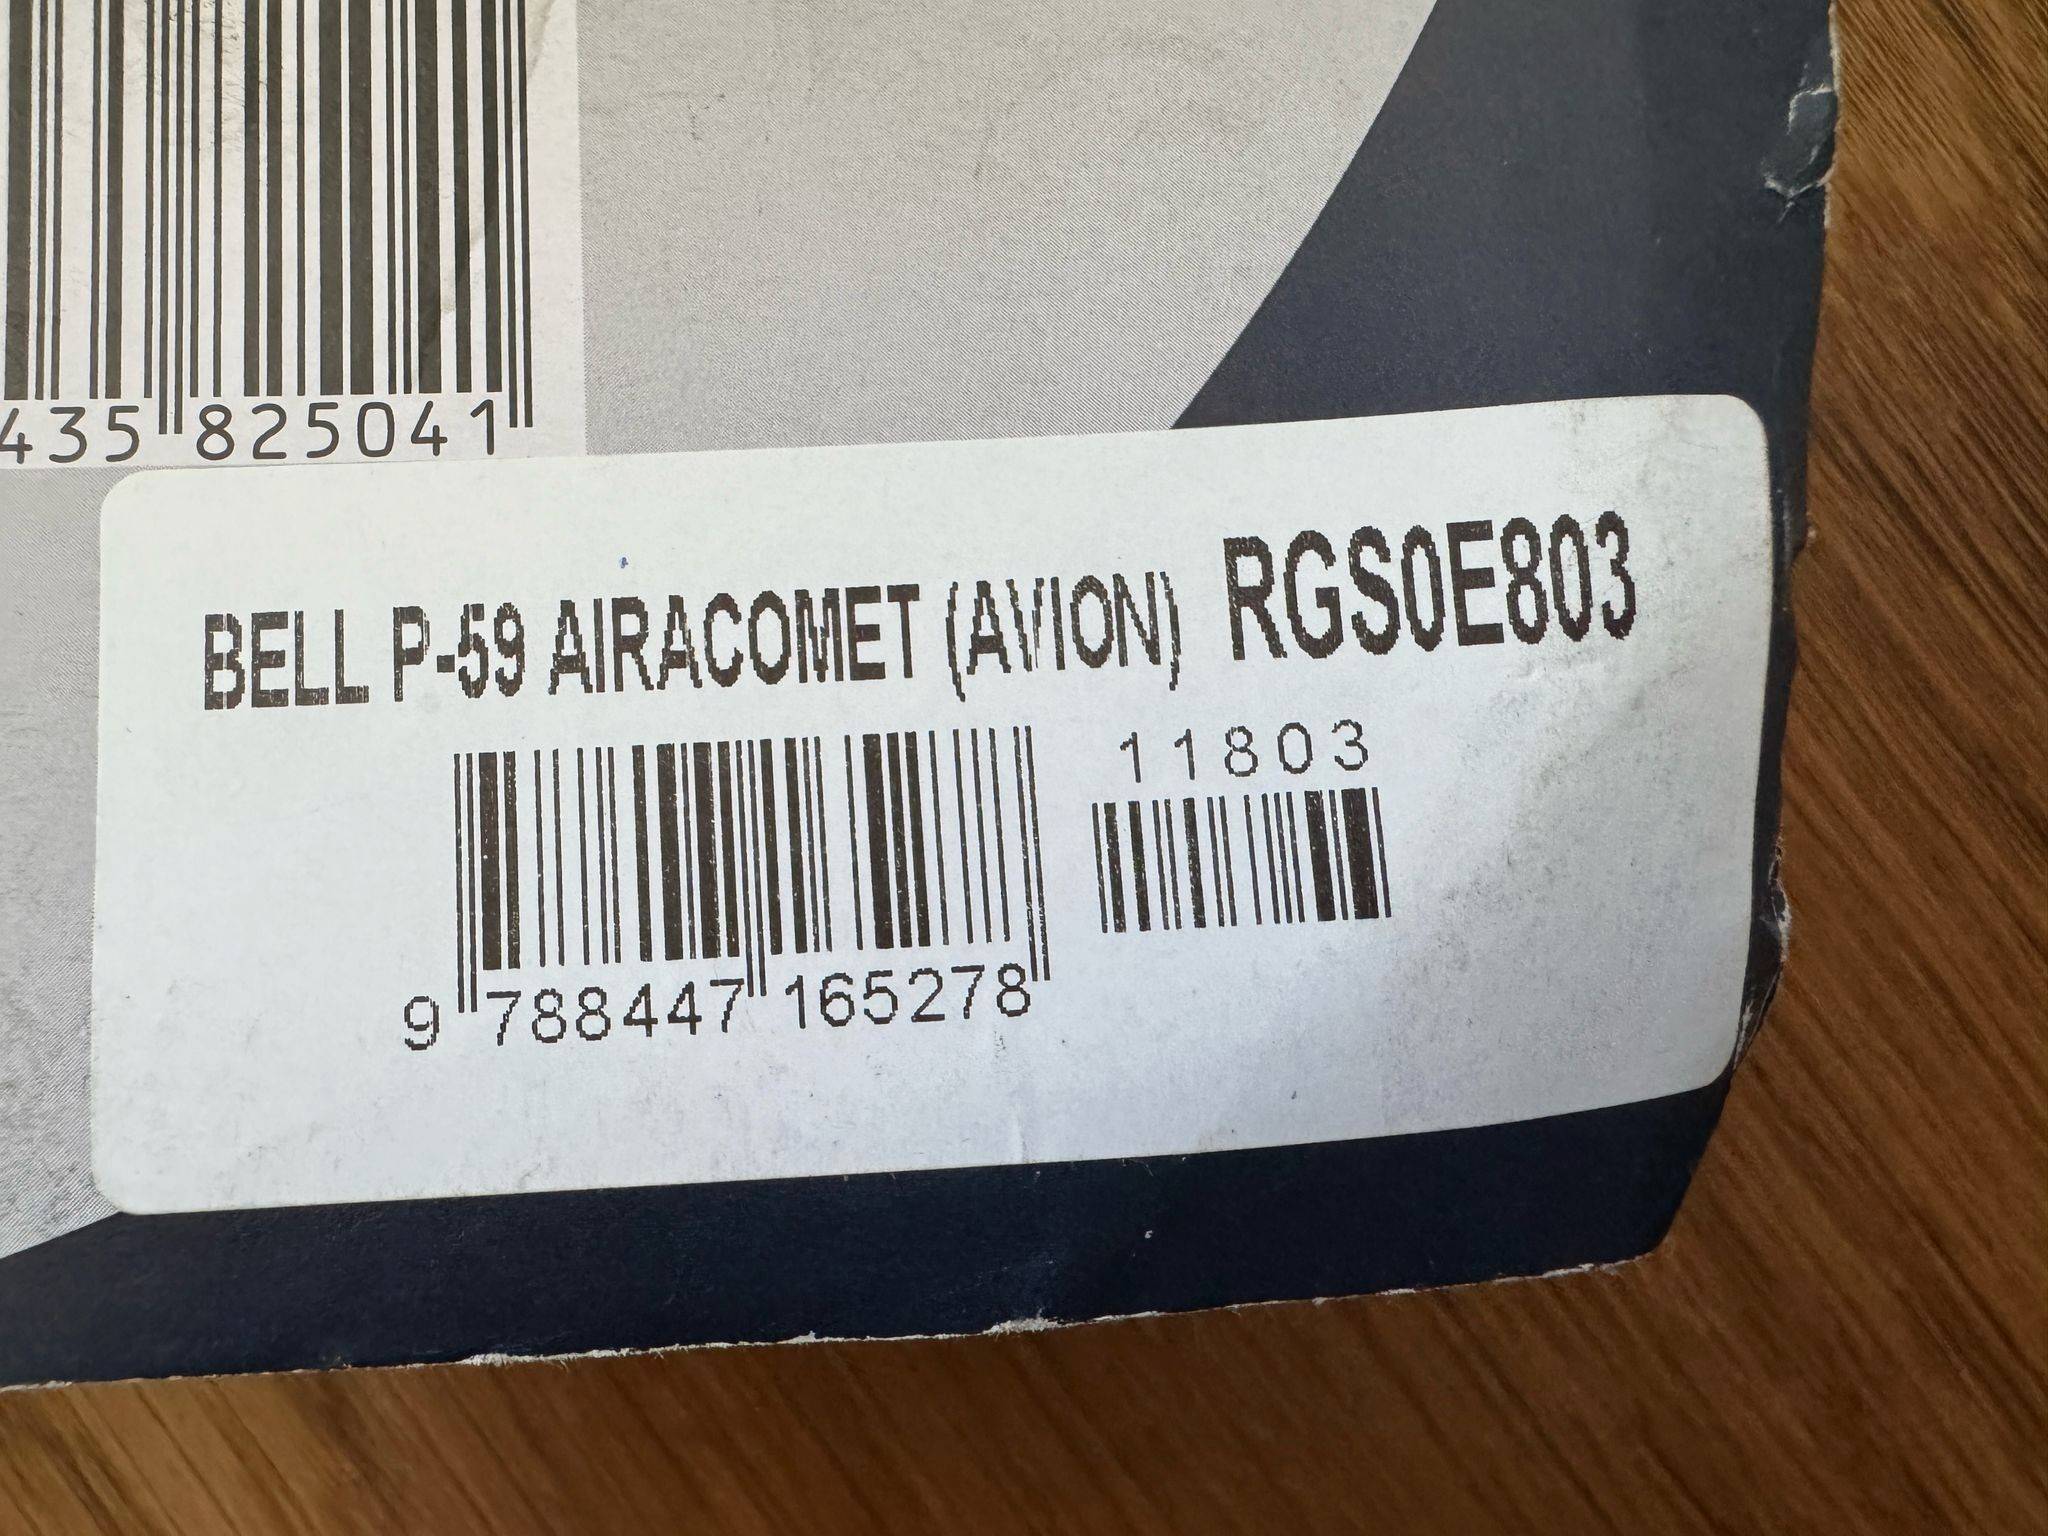 435 825041
BELL P-59 AIRACOMET (AVION) RGS0E803
11803
9 788447 165278